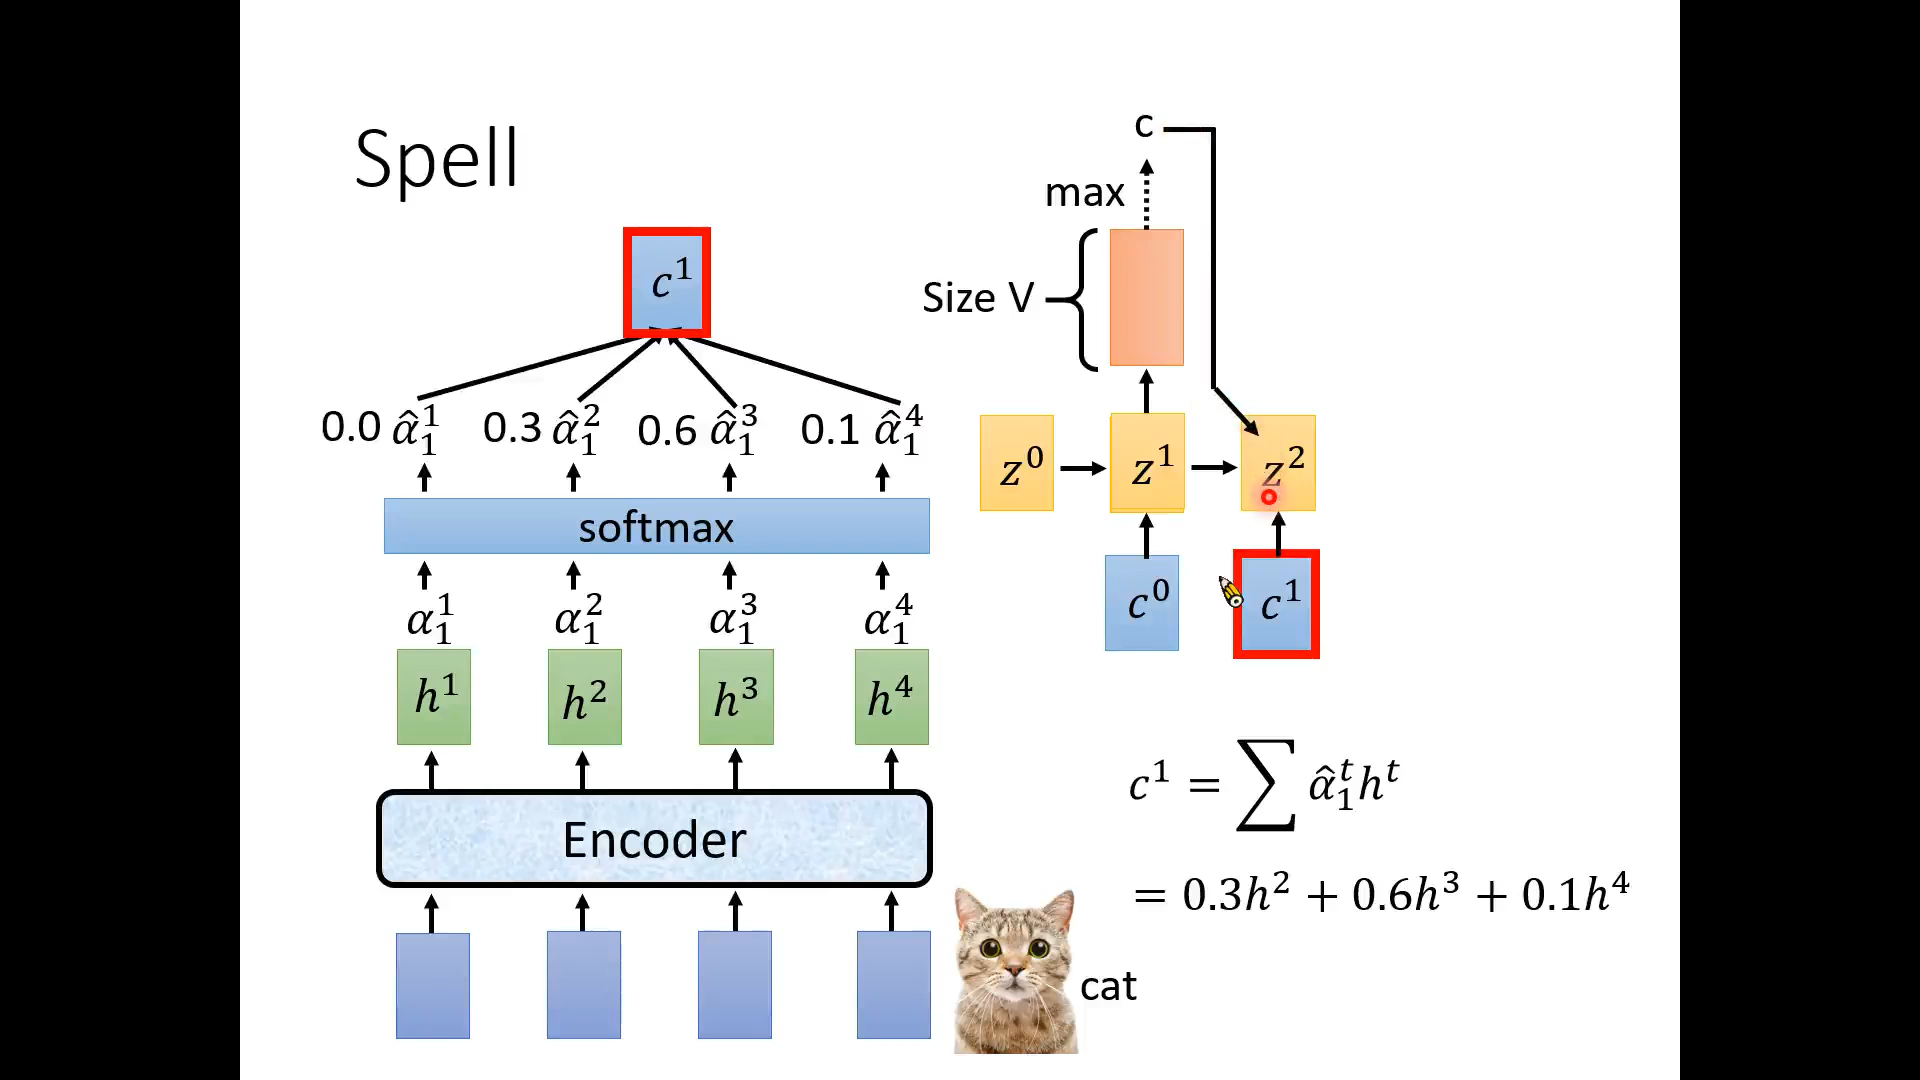 Spell
c
max
Size V
c¹
0.0 α̂₁¹ 0.3 α̂₁² 0.6 α̂₁³ 0.1 α̂₁⁴
z⁰ z¹ z²
softmax
α₁¹ α₁² α₁³ α₁⁴
c⁰ c¹
h¹ h² h³ h⁴
c¹ = ∑ α̂₁ᵗhᵗ
Encoder
= 0.3h² + 0.6h³ + 0.1h⁴
cat